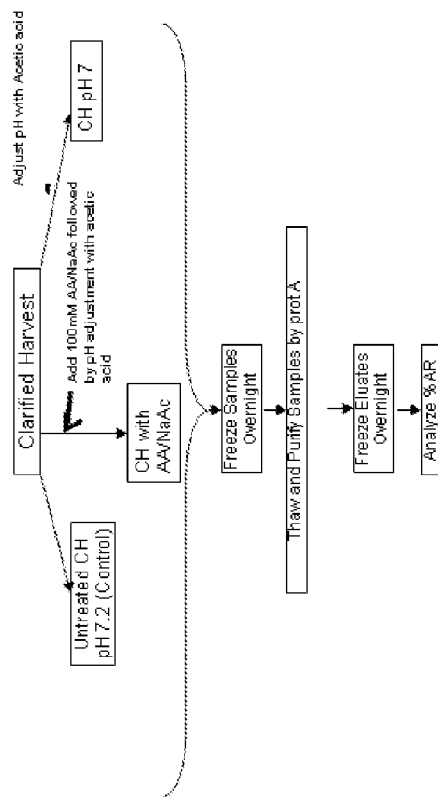 Clarified Harvest
Adjust pH with Acetic acid
Add 100mM AA/NaAc followed
by pH adjustment with acetic
acid
Untreated CH
pH 7.2 (Control)
CH with
AA/NaAc
CH pH 7
Freeze Samples
Overnight
Thaw and Purify Samples by prot A
Freeze Eluates
Overnight
Analyze %AR